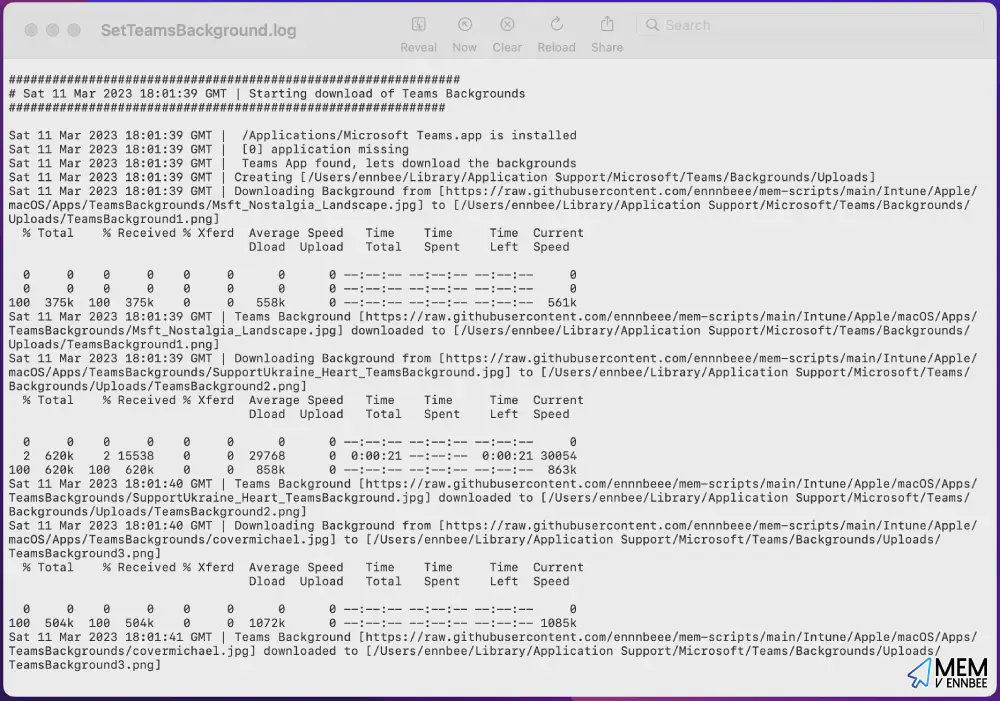 SetTeamsBackground.log
Reveal Now Clear Reload Share
Search
##############################################################
# Sat 11 Mar 2023 18:01:39 GMT | Starting download of Teams Backgrounds
############################################################
Sat 11 Mar 2023 18:01:39 GMT |  /Applications/Microsoft Teams.app is installed
Sat 11 Mar 2023 18:01:39 GMT |  [0] application missing
Sat 11 Mar 2023 18:01:39 GMT |  Teams App found, lets download the backgrounds
Sat 11 Mar 2023 18:01:39 GMT | Creating [/Users/ennbee/Library/Application Support/Microsoft/Teams/Backgrounds/Uploads]
Sat 11 Mar 2023 18:01:39 GMT | Downloading Background from [https://raw.githubusercontent.com/ennnbeee/mem-scripts/main/Intune/Apple/
macOS/Apps/TeamsBackgrounds/Msft_Nostalgia_Landscape.jpg] to [/Users/ennbee/Library/Application Support/Microsoft/Teams/Backgrounds/
Uploads/TeamsBackground1.png]
  % Total    % Received % Xferd  Average Speed   Time    Time     Time  Current
                                 Dload  Upload   Total   Spent    Left  Speed
  0     0    0     0    0     0      0      0 --:--:-- --:--:-- --:--:--     0
  0     0    0     0    0     0      0      0 --:--:-- --:--:-- --:--:--     0
100  375k  100  375k    0     0   558k      0 --:--:-- --:--:-- --:--:--  561k
Sat 11 Mar 2023 18:01:39 GMT | Teams Background [https://raw.githubusercontent.com/ennnbeee/mem-scripts/main/Intune/Apple/macOS/Apps/
TeamsBackgrounds/Msft_Nostalgia_Landscape.jpg] downloaded to [/Users/ennbee/Library/Application Support/Microsoft/Teams/Backgrounds/
Uploads/TeamsBackground1.png]
Sat 11 Mar 2023 18:01:39 GMT | Downloading Background from [https://raw.githubusercontent.com/ennnbeee/mem-scripts/main/Intune/Apple/
macOS/Apps/TeamsBackgrounds/SupportUkraine_Heart_TeamsBackground.jpg] to [/Users/ennbee/Library/Application Support/Microsoft/Teams/
Backgrounds/Uploads/TeamsBackground2.png]
  % Total    % Received % Xferd  Average Speed   Time    Time     Time  Current
                                 Dload  Upload   Total   Spent    Left  Speed
  0     0    0     0    0     0      0      0 --:--:-- --:--:-- --:--:--     0
  2  620k    2 15538    0     0  29768      0  0:00:21 --:--:--  0:00:21 30054
100  620k  100  620k    0     0   858k      0 --:--:-- --:--:-- --:--:--  863k
Sat 11 Mar 2023 18:01:40 GMT | Teams Background [https://raw.githubusercontent.com/ennnbeee/mem-scripts/main/Intune/Apple/macOS/Apps/
TeamsBackgrounds/SupportUkraine_Heart_TeamsBackground.jpg] downloaded to [/Users/ennbee/Library/Application Support/Microsoft/Teams/
Backgrounds/Uploads/TeamsBackground2.png]
Sat 11 Mar 2023 18:01:40 GMT | Downloading Background from [https://raw.githubusercontent.com/ennnbeee/mem-scripts/main/Intune/Apple/
macOS/Apps/TeamsBackgrounds/covermichael.jpg] to [/Users/ennbee/Library/Application Support/Microsoft/Teams/Backgrounds/Uploads/
TeamsBackground3.png]
  % Total    % Received % Xferd  Average Speed   Time    Time     Time  Current
                                 Dload  Upload   Total   Spent    Left  Speed
  0     0    0     0    0     0      0      0 --:--:-- --:--:-- --:--:--     0
100  504k  100  504k    0     0  1072k      0 --:--:-- --:--:-- --:--:-- 1085k
Sat 11 Mar 2023 18:01:41 GMT | Teams Background [https://raw.githubusercontent.com/ennnbeee/mem-scripts/main/Intune/Apple/macOS/Apps/
TeamsBackgrounds/covermichael.jpg] downloaded to [/Users/ennbee/Library/Application Support/Microsoft/Teams/Backgrounds/Uploads/
TeamsBackground3.png]
MEM
V ENNBEE